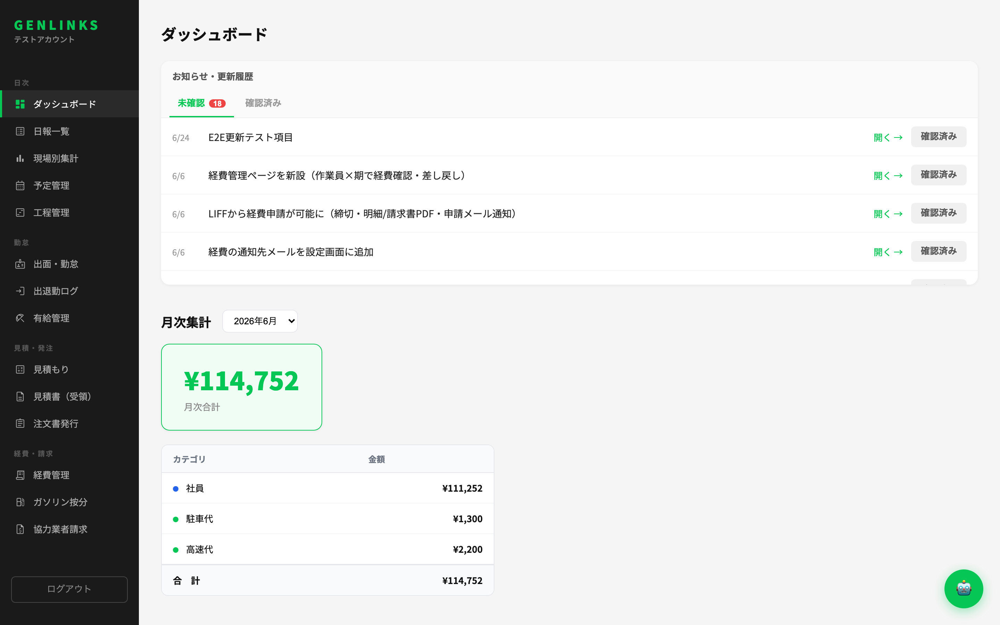 GENLINKS
テストアカウント
日次
ダッシュボード
日報一覧
現場別集計
予定管理
工程管理
勤怠
出面・勤怠
出退勤ログ
有給管理
見積・発注
見積もり
見積書（受領）
注文書発行
経費・請求
経費管理
ガソリン按分
協力業者請求
ログアウト
ダッシュボード
お知らせ・更新履歴
未確認 18 確認済み
6/24 E2E更新テスト項目 開く → 確認済み
6/6 経費管理ページを新設（作業員×期で経費確認・差し戻し） 開く → 確認済み
6/6 LIFFから経費申請が可能に（締切・明細/請求書PDF・申請メール通知） 開く → 確認済み
6/6 経費の通知先メールを設定画面に追加 開く → 確認済み
月次集計 2026年6月
¥114,752
月次合計
カテゴリ 金額
社員 ¥111,252
駐車代 ¥1,300
高速代 ¥2,200
合 計 ¥114,752